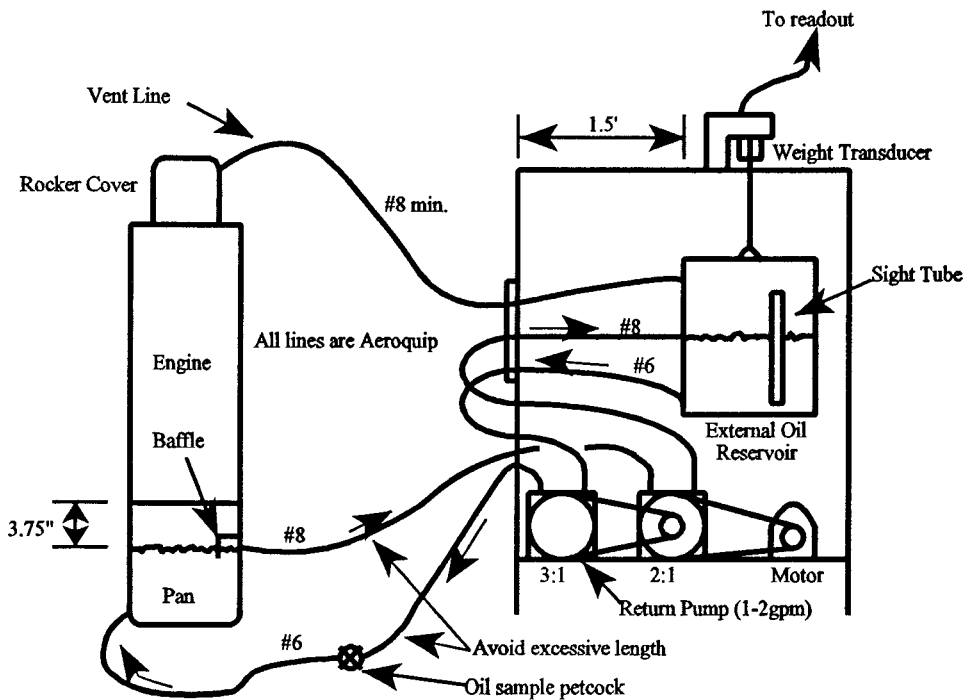 To readout
Vent Line
1.5'
Weight Transducer
Rocker Cover
#8 min.
Sight Tube
All lines are Aeroquip
#8
Engine
#6
Baffle
External Oil
Reservoir
3.75"
#8
Pan
3:1
2:1
Motor
Return Pump (1-2gpm)
#6
Avoid excessive length
Oil sample petcock